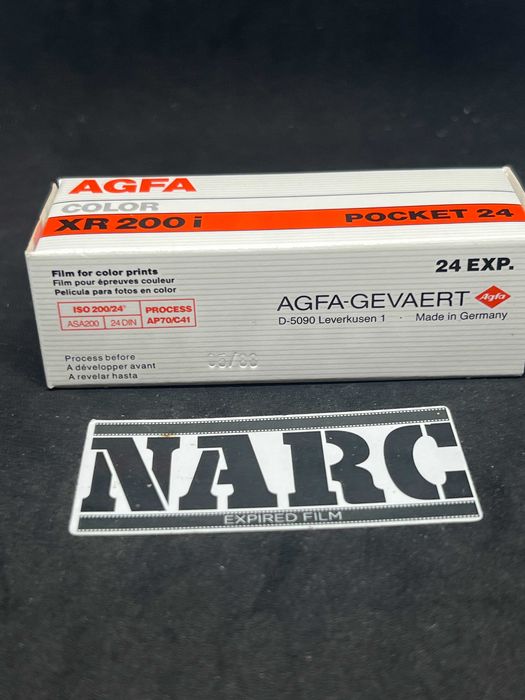 AGFA
COLOR
XR 200 i
POCKET 24
24 EXP.
Film for color prints
Film pour épreuves couleur
Película para fotos en color
ISO 200/24°
PROCESS
ASA200
24 DIN
AP70/C41
AGFA-GEVAERT
Agfa
D-5090 Leverkusen 1 · Made in Germany
Process before
A développer avant
A revelar hasta
NARC
EXPIRED FILM